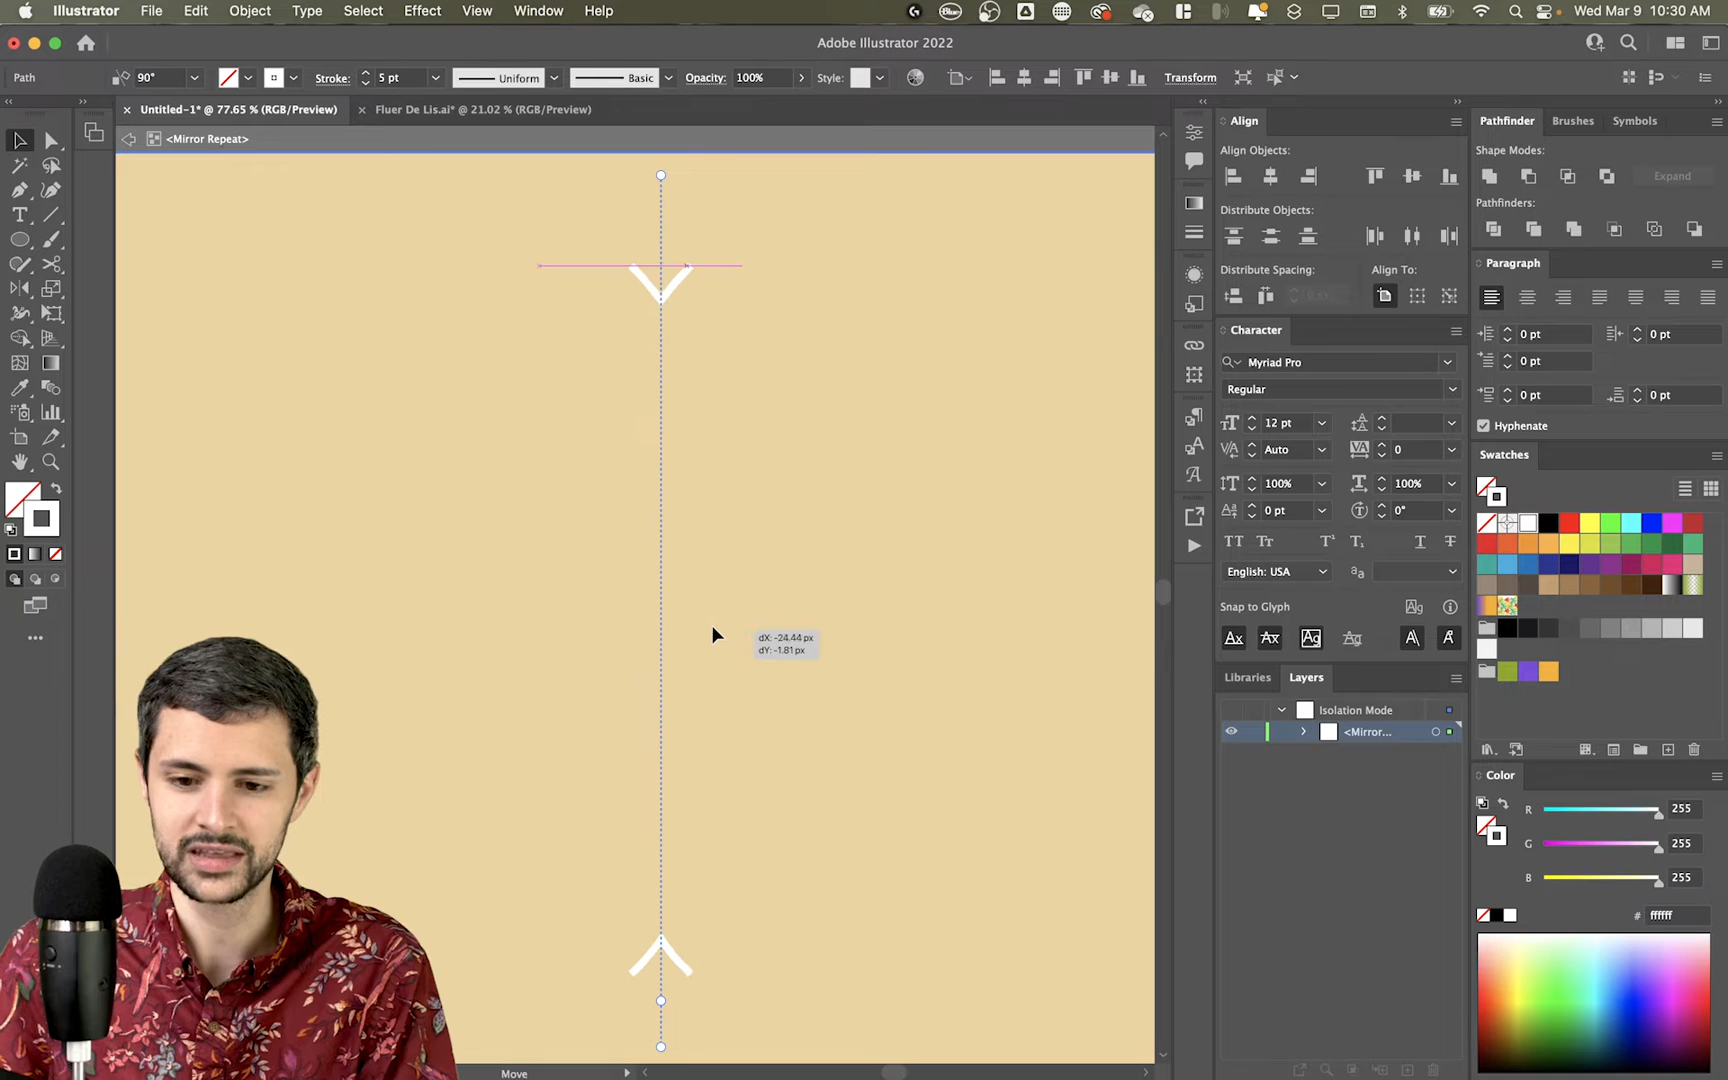 Illustrator File Edit Object Type Select Effect View Window Help
Wed Mar 9 10:30 AM
Adobe Illustrator 2022
Path 90° Stroke: 5 pt Uniform Basic Opacity: 100% Style: Transform
Untitled-1* @ 77.65 % (RGB/Preview) Fluer De Lis.ai* @ 21.02 % (RGB/Preview)
<Mirror Repeat>
dX: -24.44 px
dY: -1.81 px
Move
Align
Align Objects:
Distribute Objects:
Distribute Spacing: Align To:
Character
Myriad Pro
Regular
12 pt
Auto 0
100% 100%
0 pt 0°
English: USA
Snap to Glyph
Libraries Layers
Isolation Mode
<Mirror...
Pathfinder Brushes Symbols
Shape Modes:
Expand
Pathfinders:
Paragraph
0 pt 0 pt
0 pt
0 pt 0 pt
Hyphenate
Swatches
Color
R 255
G 255
B 255
# ffffff